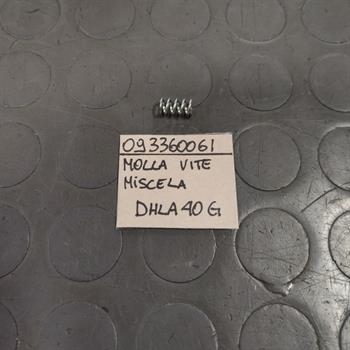 093360061
MOLLA VITE
MISCELA
DHLA 40 G